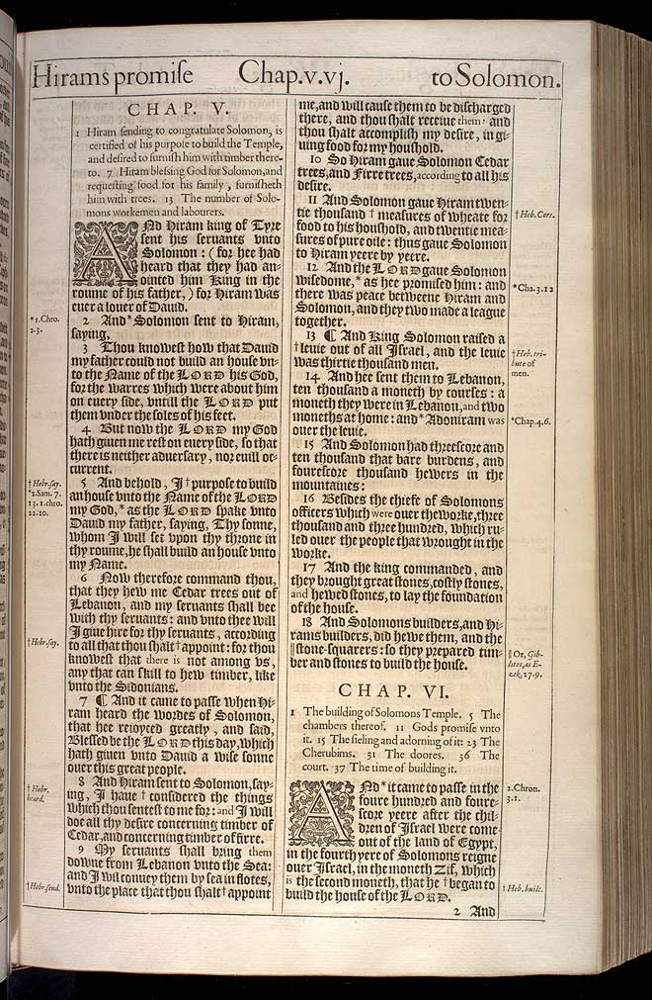 Hirams promise Chap.v.vj. to Solomon.
CHAP. V.
1 Hiram sending to congratulate Solomon, is
certified of his purpose to build the Temple,
and desired to furnish him with timber there-
to. 7 Hiram blessing God for Solomon, and
requesting food for his family, furnisheth
him with trees. 13 The number of Solo-
mons workemen and labourers.
ANd Hiram king of Tyre
sent his seruants vnto
Solomon : (for hee had
heard that they had an-
ointed him King in the
roume of his father,) for Hiram was
euer a louer of Dauid.
2 And * Solomon sent to Hiram,
saying,
3 Thou knowest how that Dauid
my father could not build an house vn-
to the Name of the LORD his God,
for the warres which were about him
on euery side, vntill the LORD put
them vnder the soles of his feet.
4 But now the LORD my God
hath giuen me rest on euery side, so that
there is neither aduersary, nor euill oc-
current.
5 And behold, I † purpose to build
an house vnto the Name of the LORD
my God, * as the LORD spake vnto
Dauid my father, saying, Thy sonne,
whom I will set vpon thy throne in
thy roume, he shall build an house vnto
my Name.
6 Now therefore command thou,
that they hew me Cedar trees out of
Lebanon, and my seruants shall bee
with thy seruants: and vnto thee will
I giue hire for thy seruants, according
to all that thou shalt † appoint: for thou
knowest that there is not among vs,
any that can skill to hew timber, like
vnto the Sidonians.
7 ¶ And it came to passe when Hi-
ram heard the wordes of Solomon,
that hee reioyced greatly, and said,
Blessed be the LORD this day, which
hath giuen vnto Dauid a wise sonne
ouer this great people.
8 And Hiram sent to Solomon, say-
ing, I haue † considered the things
which thou sentest to me for: and I will
doe all thy desire concerning timber of
Cedar, and concerning timber of firre.
9 My seruants shall bring them
downe from Lebanon vnto the Sea:
and I wil conuey them by sea in flotes,
vnto the place that thou shalt † appoint
*1.Chro.
2.3.
† Hebr. say.
*2.Sam. 7.
13. 1.chro.
22.10.
† Hebr. say.
† Hebr.
heard.
† Hebr. send.
me, and will cause them to be discharged
there, and thou shalt receiue them: and
thou shalt accomplish my desire, in gi-
uing food for my houshold.
10 So Hiram gaue Solomon Cedar
trees, and Firre trees, according to all his
desire.
11 And Solomon gaue Hiram twen-
tie thousand † measures of wheate for
food to his houshold, and twentie mea-
sures of pure oile: thus gaue Solomon
to Hiram yeere by yeere.
12 And the LORD gaue Solomon
wisedome, * as hee promised him: and
there was peace betweene Hiram and
Solomon, and they two made a league
together.
13 ¶ And King Solomon raised a
† leuie out of all Israel, and the leuie
was thirtie thousand men.
14 And hee sent them to Lebanon,
ten thousand a moneth by courses: a
moneth they were in Lebanon, and two
moneths at home: and * Adoniram was
ouer the leuie.
15 And Solomon had threescore and
ten thousand that bare burdens, and
fourescore thousand hewers in the
mountaines:
16 Besides the chiefe of Solomons
officers which were ouer the worke, three
thousand and three hundred, which ru-
led ouer the people that wrought in the
worke.
17 And the king commanded, and
they brought great stones, costly stones,
and hewed stones, to lay the foundation
of the house.
18 And Solomons builders, and Hi-
rams builders, did hewe them, and the
‖ stone-squarers: so they prepared tim-
ber and stones to build the house.
CHAP. VI.
1 The building of Solomons Temple. 5 The
chambers thereof. 11 Gods promise vnto
it. 15 The sieling and adorning of it: 23 The
Cherubims. 31 The doores. 36 The
court. 37 The time of building it.
ANd * it came to passe in the
foure hundred and foure-
score yeere after the chil-
dren of Israel were come
out of the land of Egypt,
in the fourth yere of Solomons reigne
ouer Israel, in the moneth Zif, which
is the second moneth, that he † began to
build the house of the LORD.
2 And
† Heb. Cors.
*Cha.3.12
† Heb. tri-
bute of
men.
*Chap.4.6.
‖ Or, Gib-
lites, as E-
zek. 27.9.
2.Chron.
3.1.
† Heb. built.